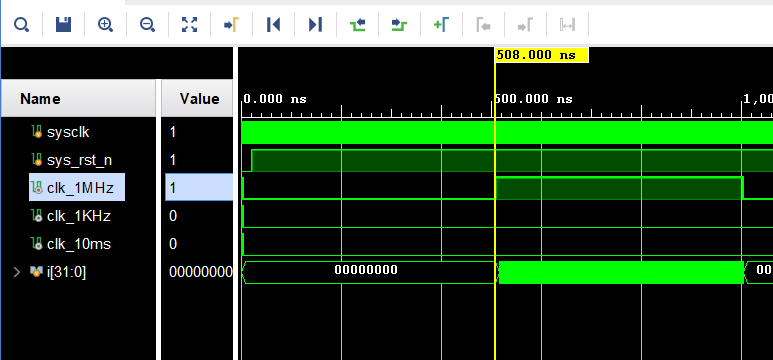 508.000 ns
Name Value 0.000 ns 500.000 ns 1,00
sysclk 1
sys_rst_n 1
clk_1MHz 1
clk_1KHz 0
clk_10ms 0
i[31:0] 00000000 00000000 00